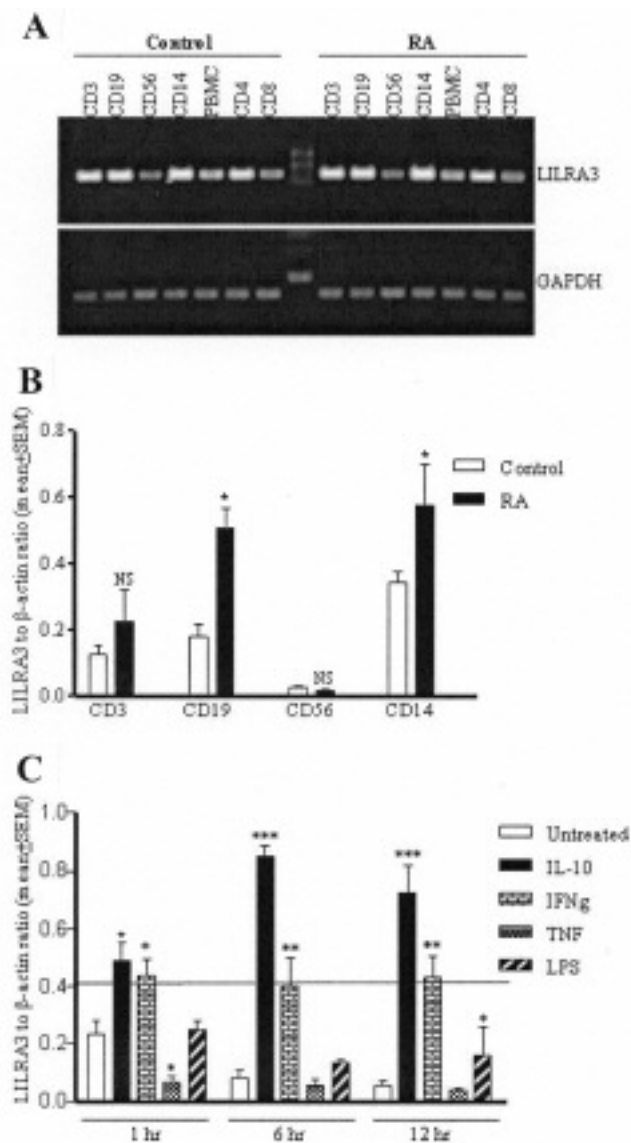 A
Control RA
CD3 CD19 CD56 CD14 PBMC CD4 CD8 CD3 CD19 CD56 CD14 PBMC CD4 CD8
LILRA3
GAPDH
B
LILRA3 to β-actin ratio (mean±SEM)
0.8
0.6
0.4
0.2
0.0
NS * NS *
Control
RA
CD3 CD19 CD56 CD14
C
LILRA3 to β-actin ratio (mean±SEM)
1.0
0.8
0.6
0.4
0.2
0.0
* * * *** ** *** ** *
Untreated
IL-10
IFNg
TNF
LPS
1 hr 6 hr 12 hr